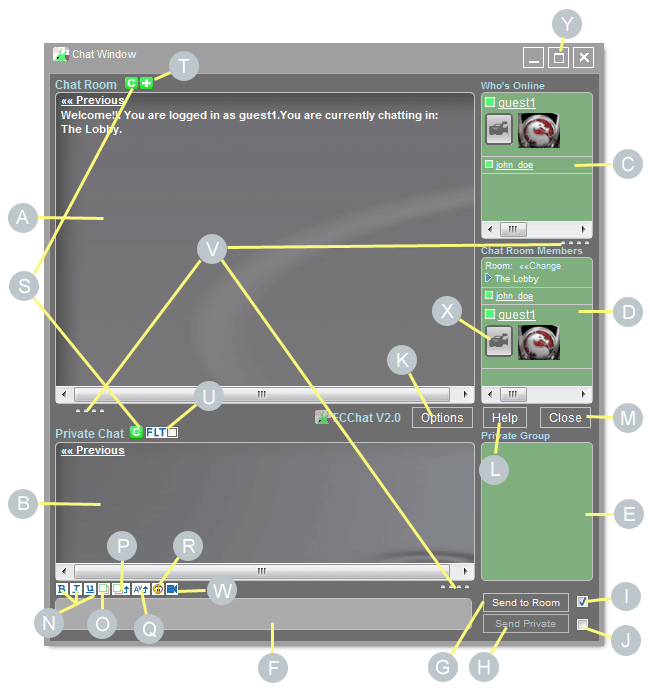 Y
Chat Window
T
Chat Room C
Who's Online
«« Previous
Welcome!! You are logged in as guest1.You are currently chatting in:
The Lobby.
guest1
john_doe
C
A
V
S
Chat Room Members
Room: ««Change
The Lobby
john_doe
guest1
X
D
K
U
FCChat V2.0
Options
Help
Close
M
Private Chat C FLT
Private Group
«« Previous
L
B
E
P
R
B I U
W
N
O
Q
Send to Room
I
Send Private
J
F
G
H